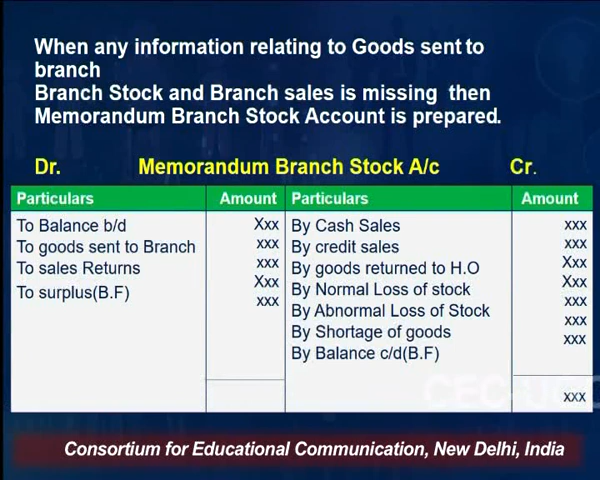 When any information relating to Goods sent to
branch
Branch Stock and Branch sales is missing then
Memorandum Branch Stock Account is prepared.
Dr. Memorandum Branch Stock A/c Cr.
Particulars Amount Particulars Amount
To Balance b/d Xxx By Cash Sales xxx
To goods sent to Branch xxx By credit sales xxx
To sales Returns xxx By goods returned to H.O Xxx
To surplus(B.F) Xxx By Normal Loss of stock Xxx
xxx By Abnormal Loss of Stock xxx
By Shortage of goods xxx
By Balance c/d(B.F) xxx
CEC-UGC
xxx
Consortium for Educational Communication, New Delhi, India